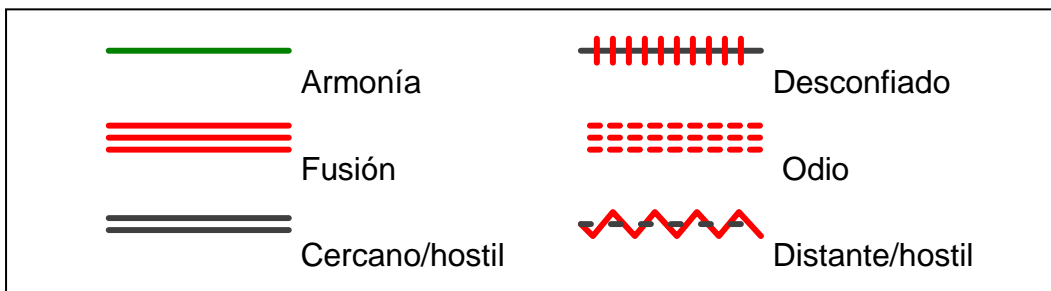 Armonía
Desconfiado
Fusión
Odio
Cercano/hostil
Distante/hostil